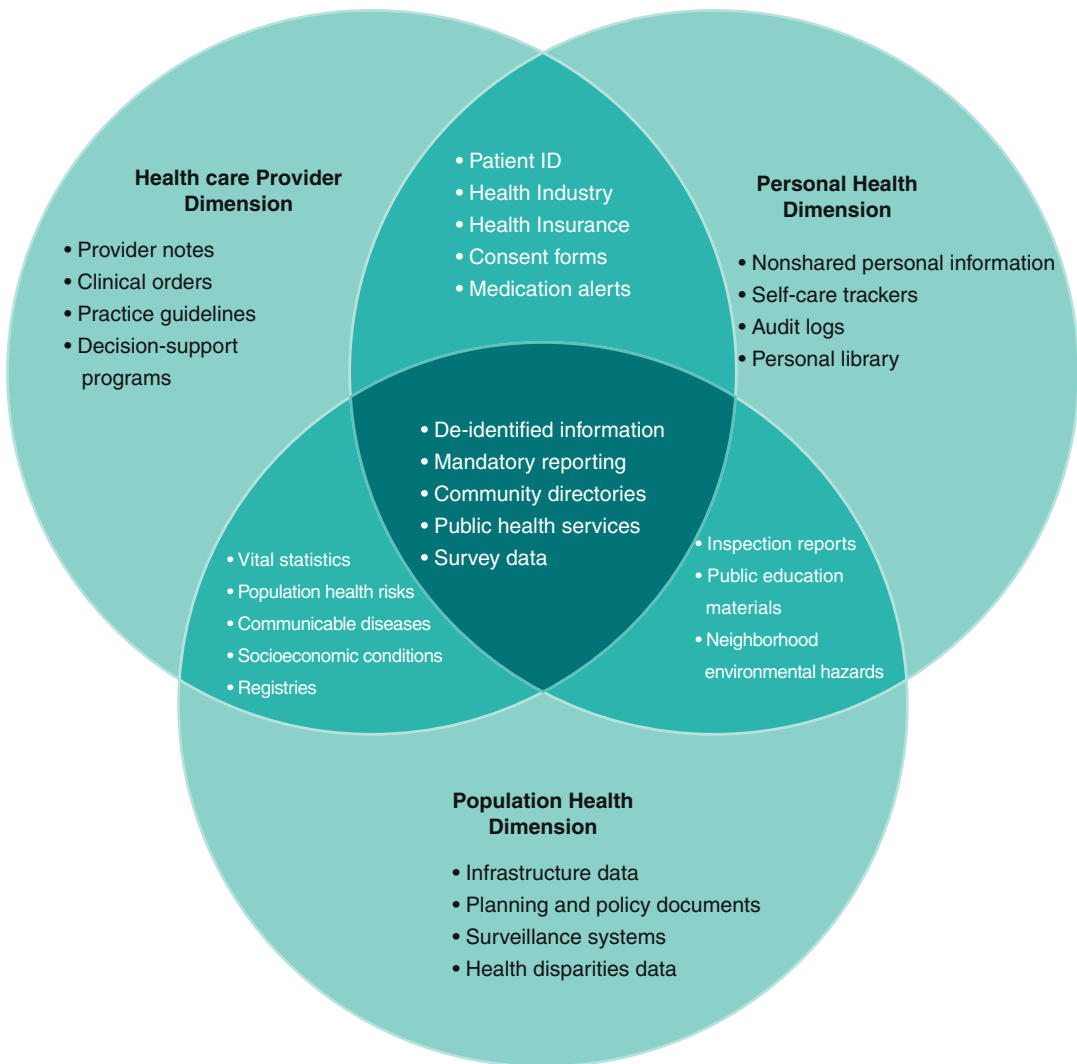 Health care Provider
Dimension
• Provider notes
• Clinical orders
• Practice guidelines
• Decision-support
programs
• Patient ID
• Health Industry
• Health Insurance
• Consent forms
• Medication alerts
Personal Health
Dimension
• Nonshared personal information
• Self-care trackers
• Audit logs
• Personal library
• De-identified information
• Mandatory reporting
• Community directories
• Public health services
• Survey data
• Vital statistics
• Population health risks
• Communicable diseases
• Socioeconomic conditions
• Registries
• Inspection reports
• Public education
materials
• Neighborhood
environmental hazards
Population Health
Dimension
• Infrastructure data
• Planning and policy documents
• Surveillance systems
• Health disparities data